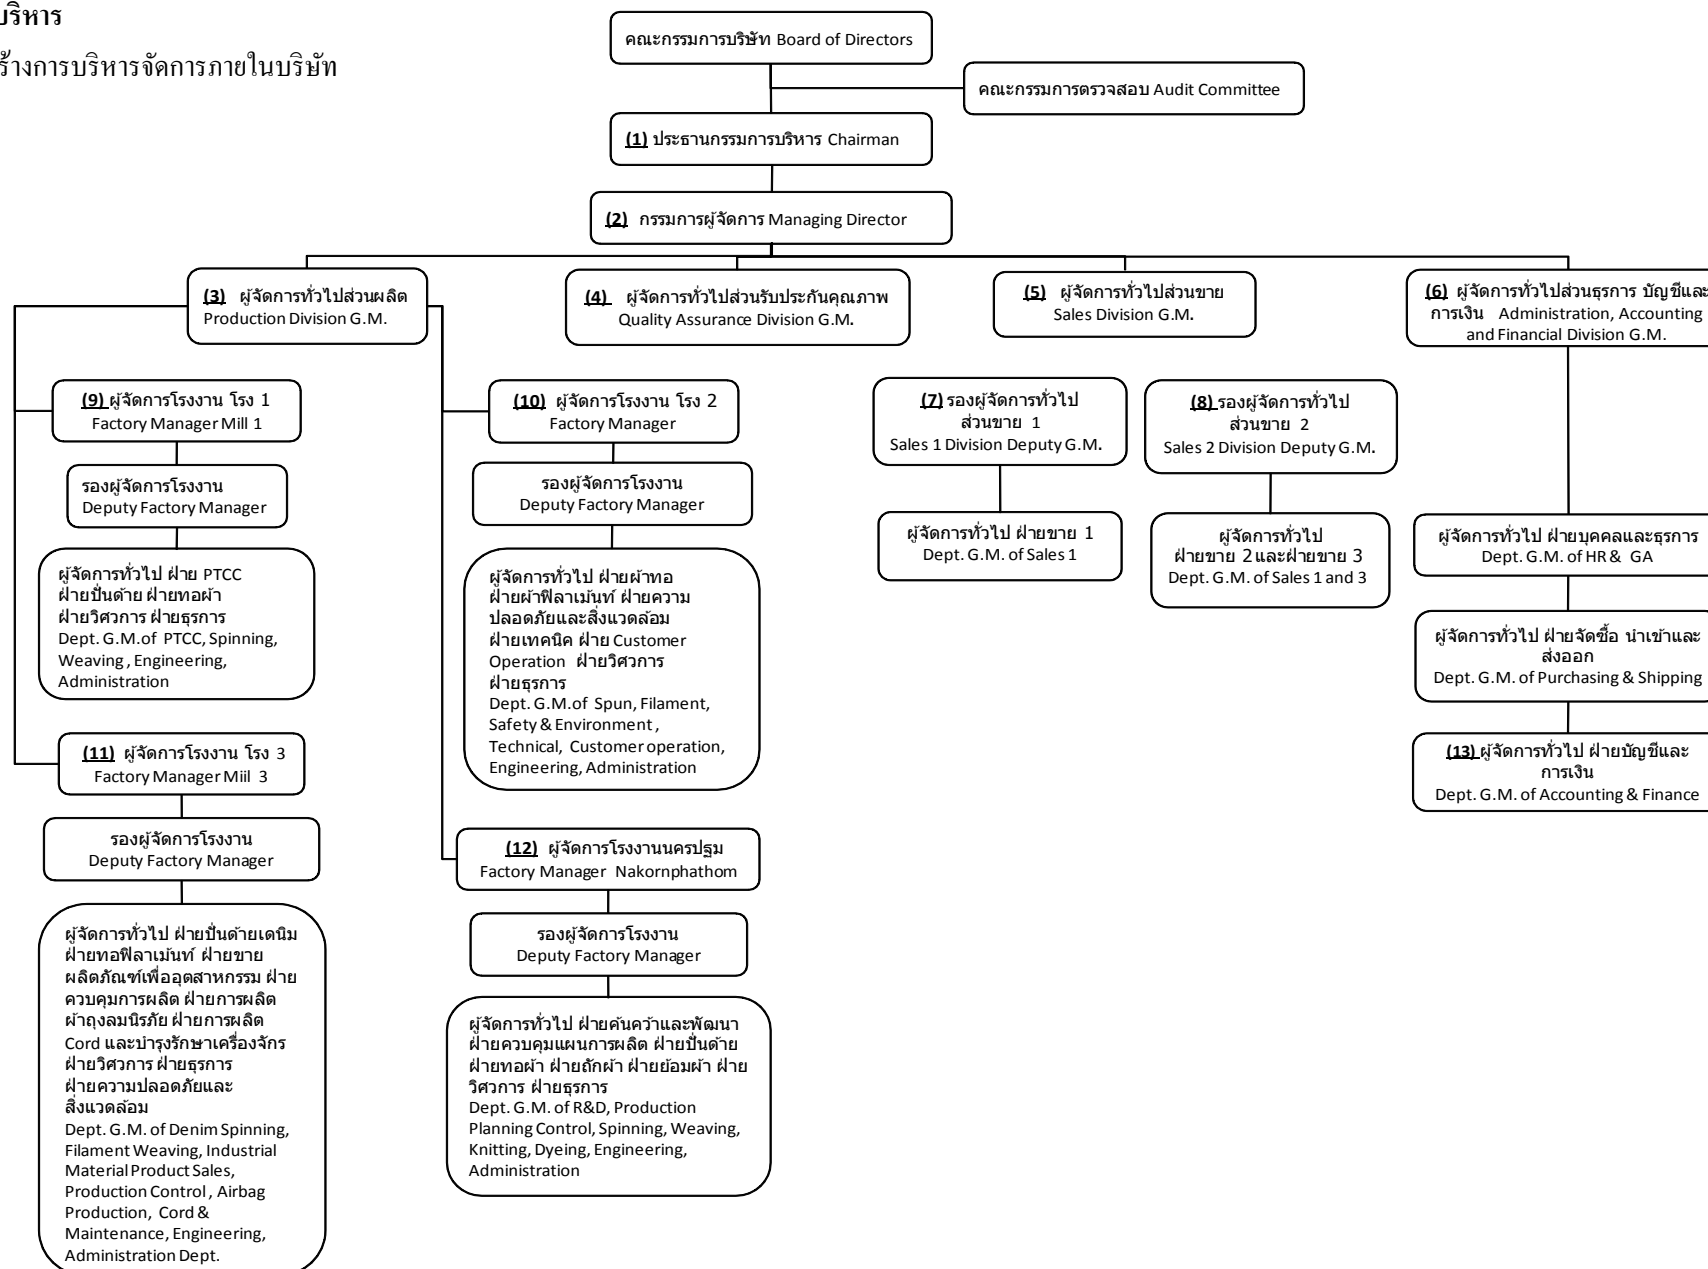 บริหาร
ร้างการบริหารจัดการภายในบริษัท
คณะกรรมการบริษัท Board of Directors
คณะกรรมการตรวจสอบ Audit Committee
(1) ประธานกรรมการบริหาร Chairman
(2) กรรมการผู้จัดการ Managing Director
(3) ผู้จัดการทั่วไปส่วนผลิต
Production Division G.M.
(4) ผู้จัดการทั่วไปส่วนรับประกันคุณภาพ
Quality Assurance Division G.M.
(5) ผู้จัดการทั่วไปส่วนขาย
Sales Division G.M.
(6) ผู้จัดการทั่วไปส่วนธุรการ บัญชีและ
การเงิน Administration, Accounting
and Financial Division G.M.
(9) ผู้จัดการโรงงาน โรง 1
Factory Manager Mill 1
รองผู้จัดการโรงงาน
Deputy Factory Manager
ผู้จัดการทั่วไป ฝ่าย PTCC
ฝ่ายปั่นด้าย ฝ่ายทอผ้า
ฝ่ายวิศวการ ฝ่ายธุรการ
Dept. G.M.of PTCC, Spinning,
Weaving , Engineering,
Administration
(11) ผู้จัดการโรงงาน โรง 3
Factory Manager Miil 3
รองผู้จัดการโรงงาน
Deputy Factory Manager
ผู้จัดการทั่วไป ฝ่ายปั่นด้ายเดนิม
ฝ่ายทอฟิลาเม้นท์ ฝ่ายขาย
ผลิตภัณฑ์เพื่ออุตสาหกรรม ฝ่าย
ควบคุมการผลิต ฝ่ายการผลิต
ผ้าถุงลมนิรภัย ฝ่ายการผลิต
Cord และบำรุงรักษาเครื่องจักร
ฝ่ายวิศวการ ฝ่ายธุรการ
ฝ่ายความปลอดภัยและ
สิ่งแวดล้อม
Dept. G.M. of Denim Spinning,
Filament Weaving, Industrial
Material Product Sales,
Production Control , Airbag
Production, Cord &
Maintenance, Engineering,
Administration Dept.
(10) ผู้จัดการโรงงาน โรง 2
Factory Manager
รองผู้จัดการโรงงาน
Deputy Factory Manager
ผู้จัดการทั่วไป ฝ่ายผ้าทอ
ฝ่ายผ้าฟิลาเม้นท์ ฝ่ายความ
ปลอดภัยและสิ่งแวดล้อม
ฝ่ายเทคนิค ฝ่าย Customer
Operation ฝ่ายวิศวการ
ฝ่ายธุรการ
Dept. G.M.of Spun, Filament,
Safety & Environment ,
Technical, Customer operation,
Engineering, Administration
(12) ผู้จัดการโรงงานนครปฐม
Factory Manager Nakornphathom
รองผู้จัดการโรงงาน
Deputy Factory Manager
ผู้จัดการทั่วไป ฝ่ายค้นคว้าและพัฒนา
ฝ่ายควบคุมแผนการผลิต ฝ่ายปั่นด้าย
ฝ่ายทอผ้า ฝ่ายถักผ้า ฝ่ายย้อมผ้า ฝ่าย
วิศวการ ฝ่ายธุรการ
Dept. G.M. of R&D, Production
Planning Control, Spinning, Weaving,
Knitting, Dyeing, Engineering,
Administration
(7) รองผู้จัดการทั่วไป
ส่วนขาย 1
Sales 1 Division Deputy G.M.
ผู้จัดการทั่วไป ฝ่ายขาย 1
Dept. G.M. of Sales 1
(8) รองผู้จัดการทั่วไป
ส่วนขาย 2
Sales 2 Division Deputy G.M.
ผู้จัดการทั่วไป
ฝ่ายขาย 2 และฝ่ายขาย 3
Dept. G.M. of Sales 1 and 3
ผู้จัดการทั่วไป ฝ่ายบุคคลและธุรการ
Dept. G.M. of HR & GA
ผู้จัดการทั่วไป ฝ่ายจัดซื้อ นำเข้าและ
ส่งออก
Dept. G.M. of Purchasing & Shipping
(13) ผู้จัดการทั่วไป ฝ่ายบัญชีและ
การเงิน
Dept. G.M. of Accounting & Finance